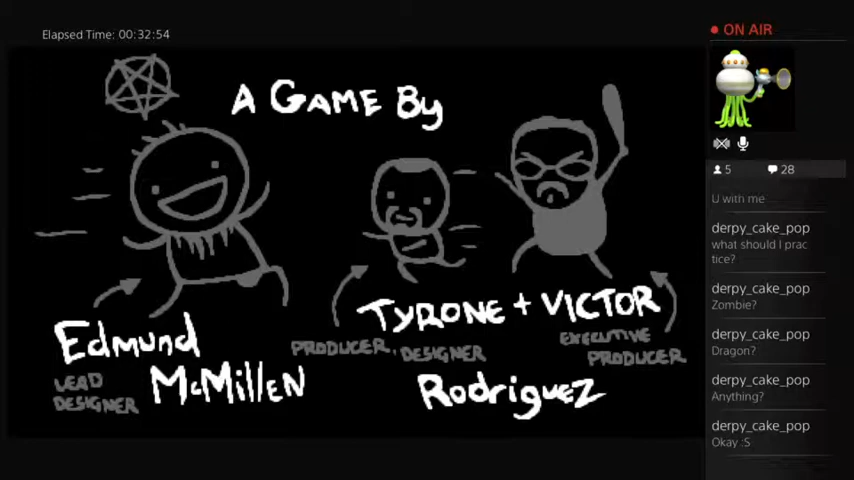 Elapsed Time: 00:32:54
ON AIR
A GAME By
5
28
U with me
derpy_cake_pop
what should I prac
tice?
derpy_cake_pop
Zombie?
derpy_cake_pop
Dragon?
derpy_cake_pop
Anything?
derpy_cake_pop
Okay :S
Edmund
McMillEN
LEAD
DESIGNER
TYRONE + VICTOR
Rodriguez
PRODUCER, DESIGNER
EXECUTIVE
PRODUCER